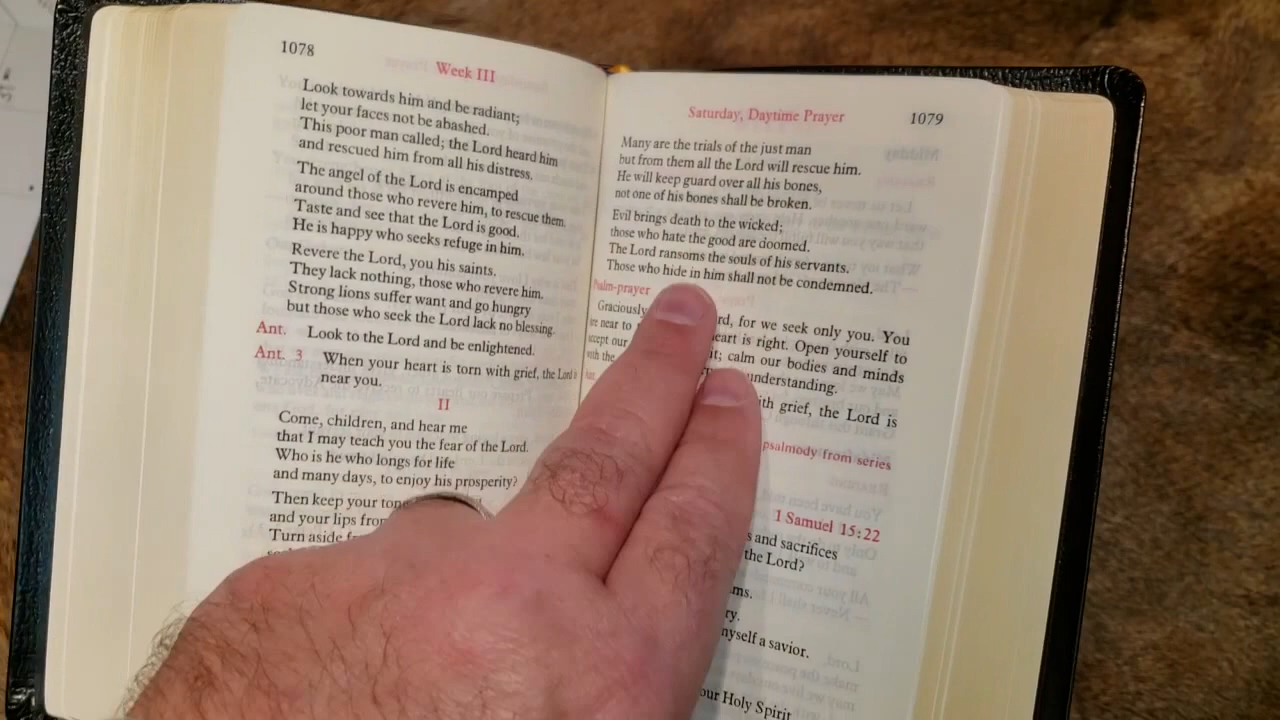 1078
Week III
Look towards him and be radiant;
let your faces not be abashed.
This poor man called; the Lord heard him
and rescued him from all his distress.
The angel of the Lord is encamped
around those who revere him, to rescue them.
Taste and see that the Lord is good.
He is happy who seeks refuge in him.
Revere the Lord, you his saints.
They lack nothing, those who revere him.
Strong lions suffer want and go hungry
but those who seek the Lord lack no blessing.
Ant. Look to the Lord and be enlightened.
Ant. 3 When your heart is torn with grief, the Lord is
near you.
II
Come, children, and hear me
that I may teach you the fear of the Lord.
Who is he who longs for life
and many days, to enjoy his prosperity?
Then keep your
and your lips
Turn aside
Saturday, Daytime Prayer 1079
Many are the trials of the just man
but from them all the Lord will rescue him.
He will keep guard over all his bones,
not one of his bones shall be broken.
Evil brings death to the wicked;
those who hate the good are doomed.
The Lord ransoms the souls of his servants.
Those who hide in him shall not be condemned.
Psalm-prayer
Graciously for we seek only you. You
are near to heart is right. Open yourself to
accept our calm our bodies and minds
with the understanding.
with grief, the Lord is
psalmody from series
1 Samuel 15:22
and sacrifices
the Lord?
myself a savior.
your Holy Spirit